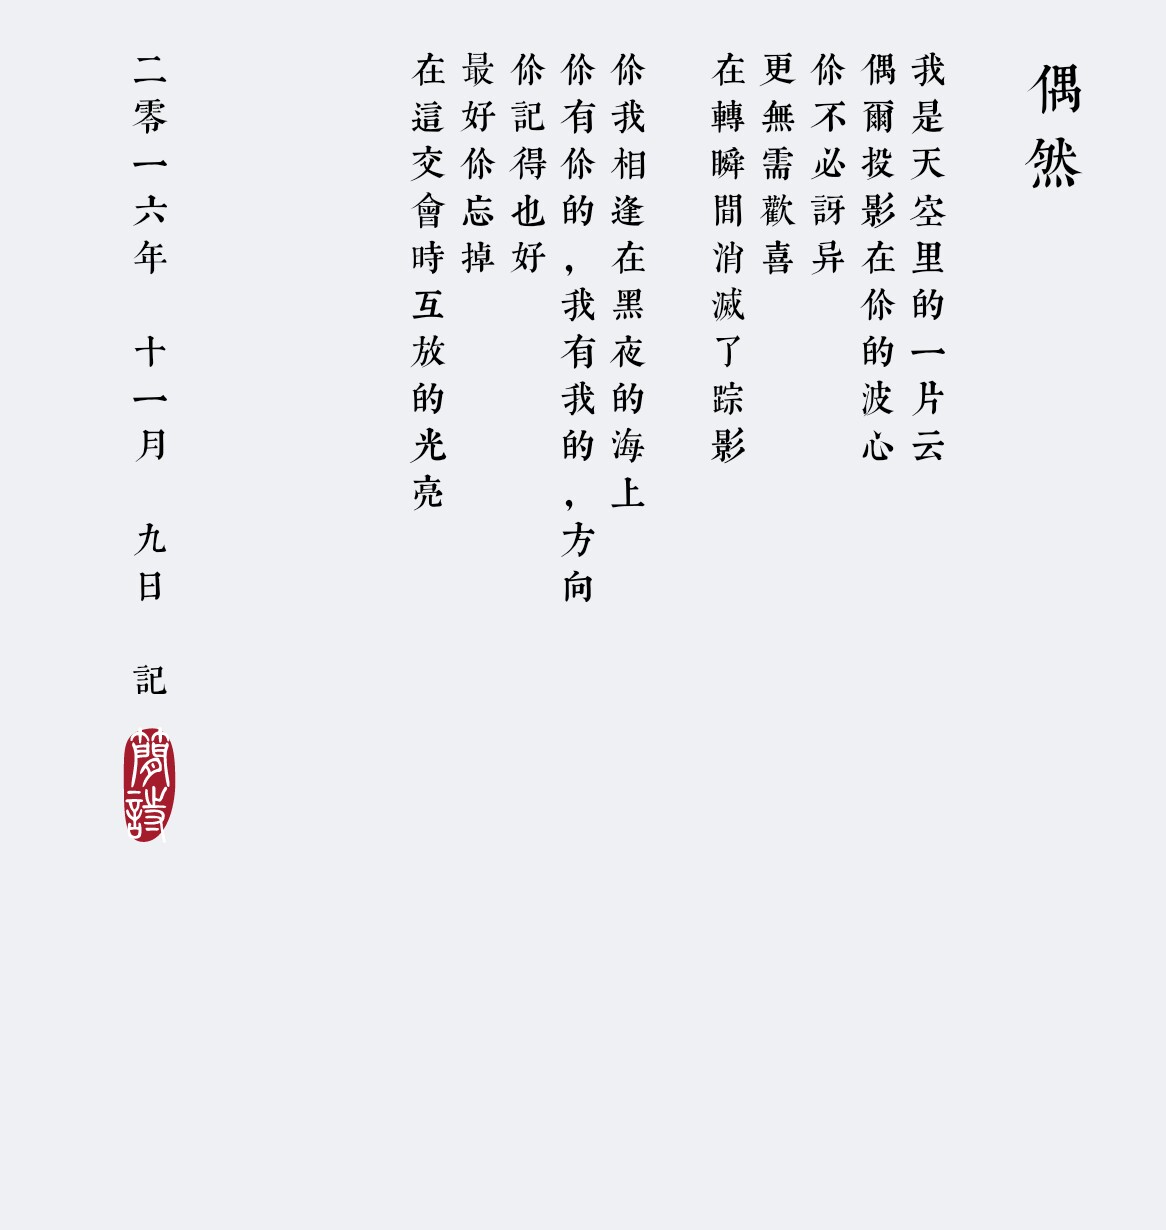 偶然
我是天空里的一片云
偶爾投影在伱的波心
伱不必訝异
更無需歡喜
在轉瞬間消滅了踪影
伱我相逢在黑夜的海上
伱有伱的，我有我的，方向
伱記得也好
最好伱忘掉
在這交會時互放的光亮
二零一六年 十一月 九日 記
簡詩